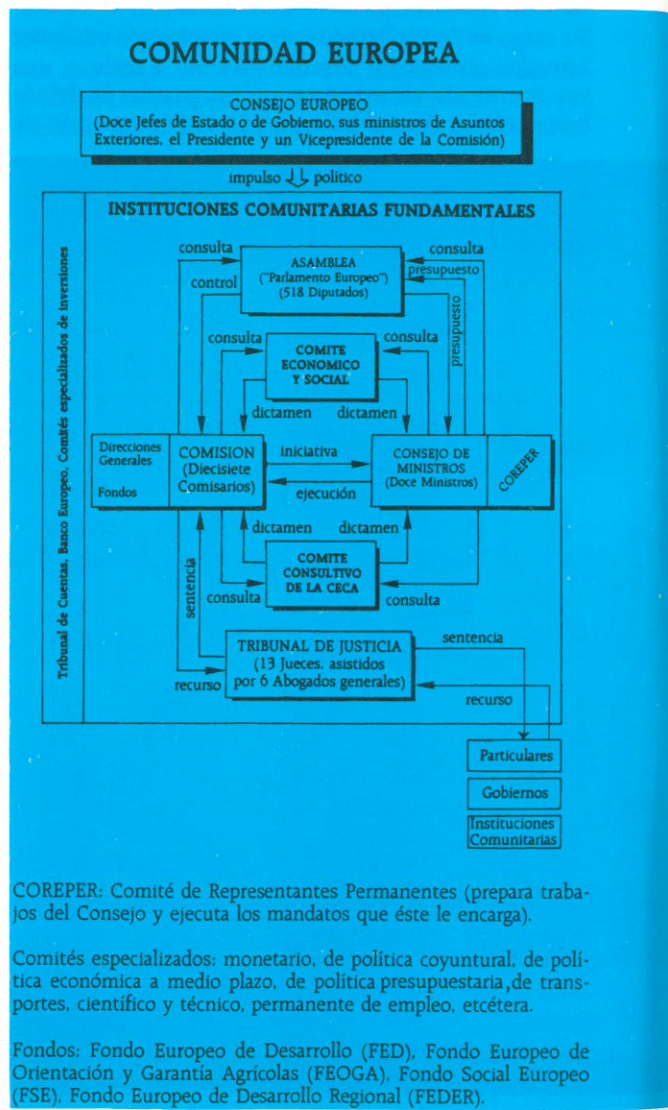 COMUNIDAD EUROPEA
CONSEJO EUROPEO
(Doce Jefes de Estado o de Gobierno, sus ministros de Asuntos
Exteriores, el Presidente y un Vicepresidente de la Comisión)
impulso político
INSTITUCIONES COMUNITARIAS FUNDAMENTALES
Tribunal de Cuentas, Banco Europeo, Comités especializados de inversiones
consulta
ASAMBLEA
("Parlamento Europeo")
(518 Diputados)
consulta
control
presupuesto
presupuesto
consulta
COMITE
ECONOMICO
Y SOCIAL
consulta
dictamen
dictamen
Direcciones
Generales
Fondos
COMISION
(Diecisiete
Comisarios)
iniciativa
ejecución
CONSEJO DE
MINISTROS
(Doce Ministros)
COREPER
dictamen
dictamen
COMITE
CONSULTIVO
DE LA CECA
consulta
consulta
sentencia
TRIBUNAL DE JUSTICIA
(13 Jueces, asistidos
por 6 Abogados generales)
sentencia
recurso
recurso
Particulares
Gobiernos
Instituciones
Comunitarias
COREPER: Comité de Representantes Permanentes (prepara traba-
jos del Consejo y ejecuta los mandatos que éste le encarga).
Comités especializados: monetario, de política coyuntural, de polí-
tica económica a medio plazo, de política presupuestaria,de trans-
portes, científico y técnico, permanente de empleo, etcétera.
Fondos: Fondo Europeo de Desarrollo (FED), Fondo Europeo de
Orientación y Garantía Agrícolas (FEOGA), Fondo Social Europeo
(FSE), Fondo Europeo de Desarrollo Regional (FEDER).